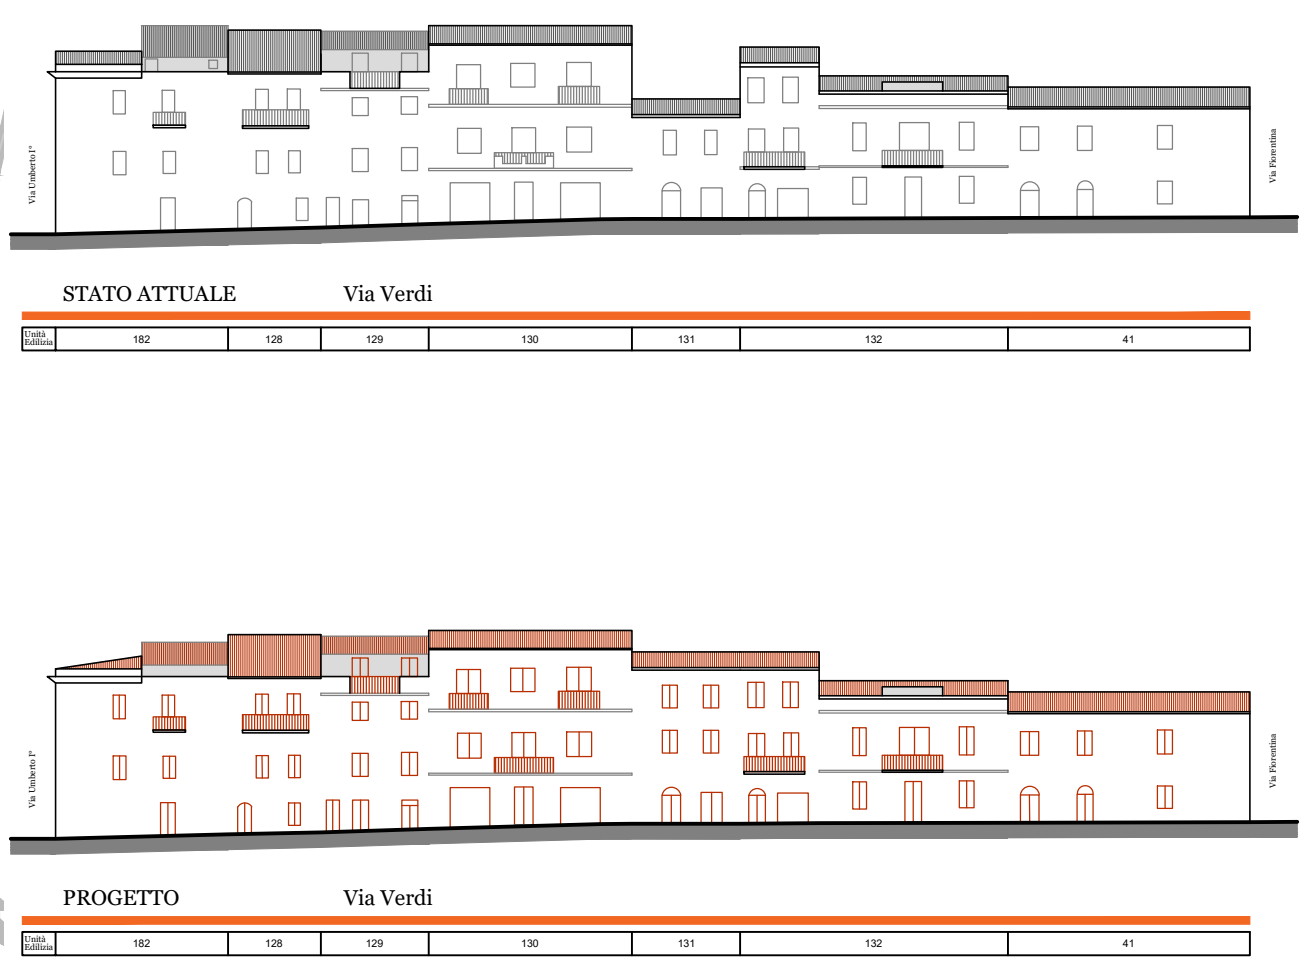 Via Umberto I°
Via Fiorentina
STATO ATTUALE Via Verdi
Unità
Edilizia
182 128 129 130 131 132 41
Via Umberto I°
Via Fiorentina
PROGETTO Via Verdi
Unità
Edilizia
182 128 129 130 131 132 41